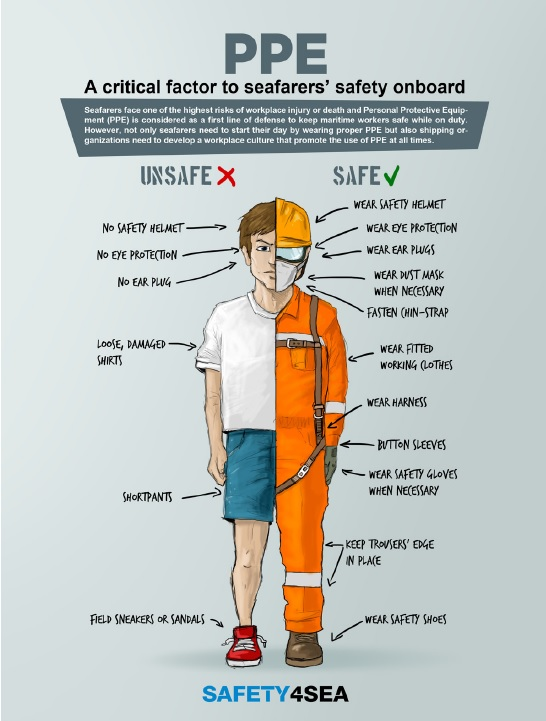 PPE
A critical factor to seafarers' safety onboard
Seafarers face one of the highest risks of workplace injury or death and Personal Protective Equip-
ment (PPE) is considered as a first line of defense to keep maritime workers safe while on duty.
However, not only seafarers need to start their day by wearing proper PPE but also shipping or-
ganizations need to develop a workplace culture that promote the use of PPE at all times.
UNSAFE
NO SAFETY HELMET
NO EYE PROTECTION
NO EAR PLUG
LOOSE, DAMAGED
SHIRTS
SHORTPANTS
FIELD SNEAKERS OR SANDALS
SAFE
WEAR SAFETY HELMET
WEAR EYE PROTECTION
WEAR EAR PLUGS
WEAR DUST MASK
WHEN NECESSARY
FASTEN CHIN-STRAP
WEAR FITTED
WORKING CLOTHES
WEAR HARNESS
BUTTON SLEEVES
WEAR SAFETY GLOVES
WHEN NECESSARY
KEEP TROUSERS' EDGE
IN PLACE
WEAR SAFETY SHOES
SAFETY4SEA